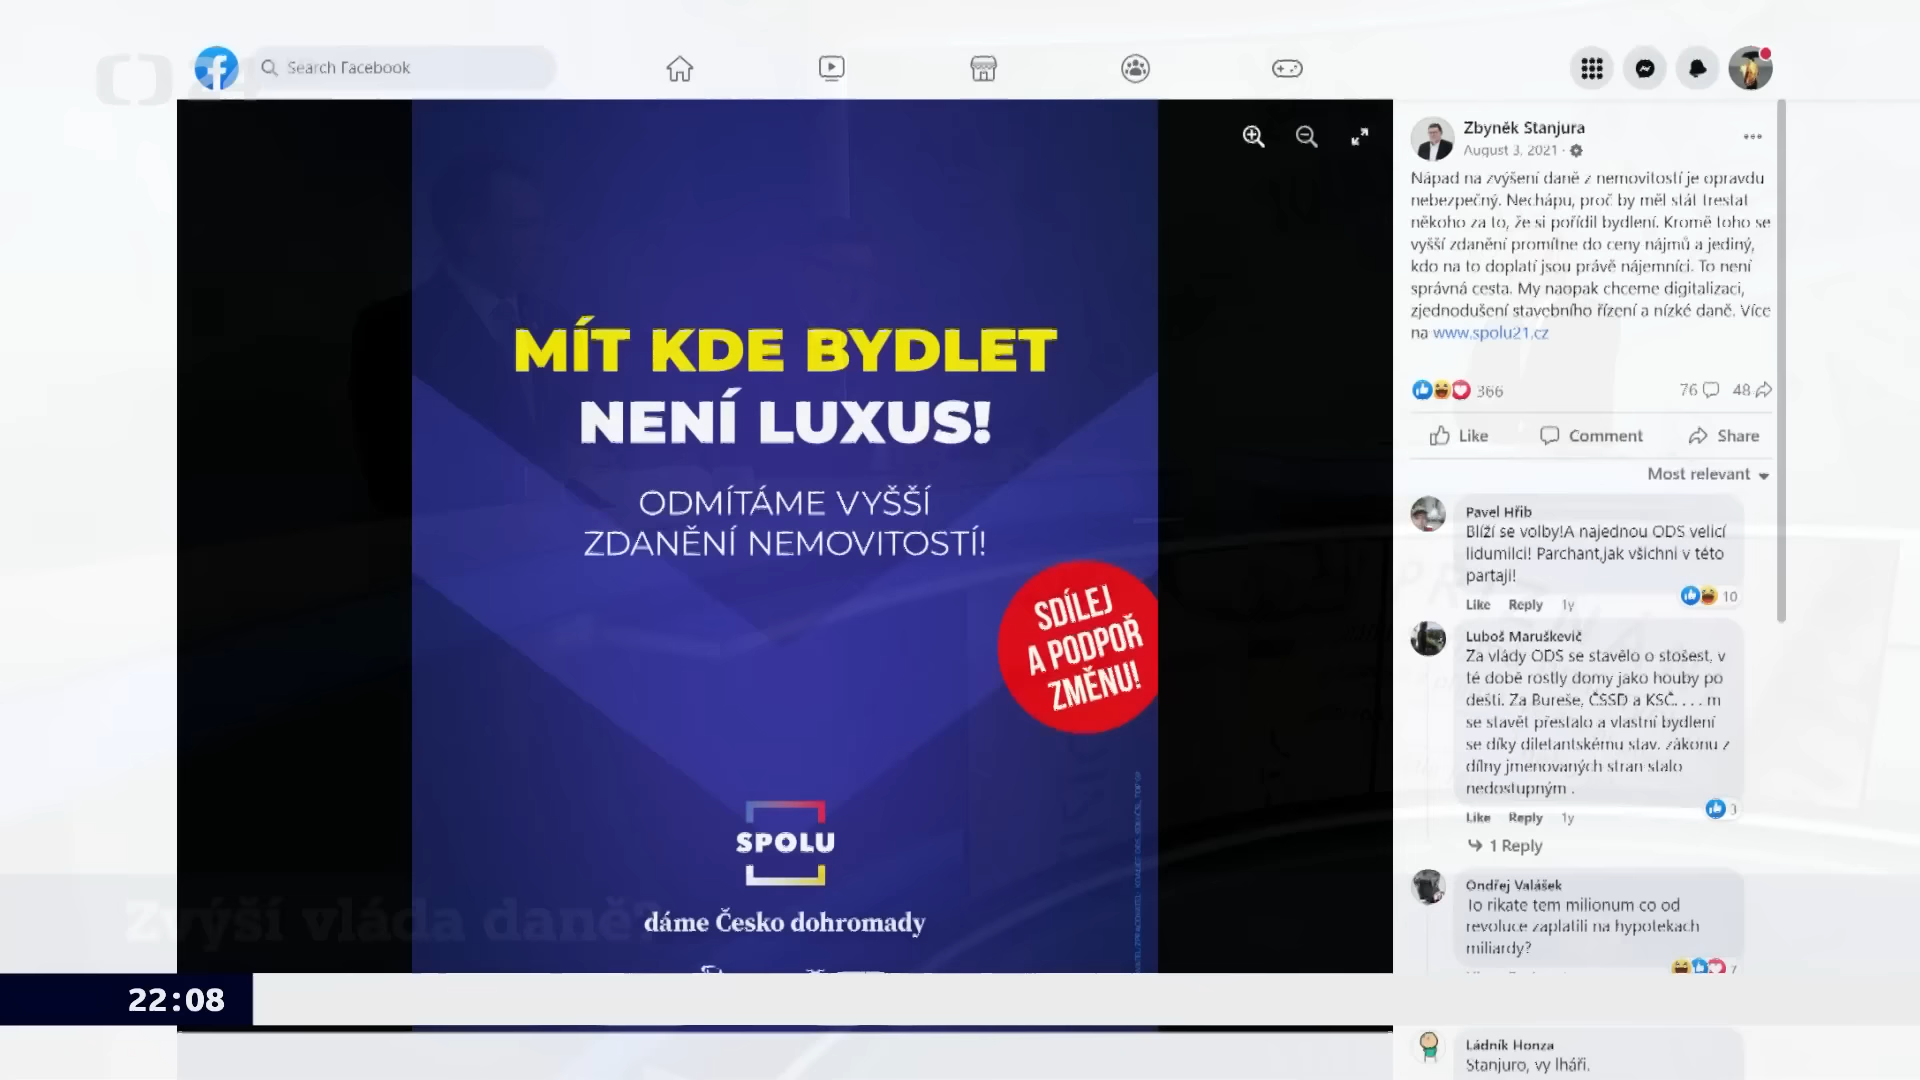 24
Search Facebook
MÍT KDE BYDLET
NENÍ LUXUS!
ODMÍTÁME VYŠŠÍ
ZDANĚNÍ NEMOVITOSTÍ!
SDÍLEJ
A PODPOŘ
ZMĚNU!
SPOLU
dáme Česko dohromady
Zbyněk Stanjura
August 3, 2021 ·
Nápad na zvýšení daně z nemovitostí je opravdu
nebezpečný. Nechápu, proč by měl stát trestat
někoho za to, že si pořídil bydlení. Kromě toho se
vyšší zdanění promítne do ceny nájmů a jediný,
kdo na to doplatí jsou právě nájemníci. To není
správná cesta. My naopak chceme digitalizaci,
zjednodušení stavebního řízení a nízké daně. Více
na www.spolu21.cz
366
76 48
Like Comment Share
Most relevant
Pavel Hřib
Blíží se volby!A najednou ODS velicí
lidumilci! Parchant,jak všichni v této
partaji!
Like Reply 1y 10
Luboš Maruškevič
Za vlády ODS se stavělo o stošest, v
té době rostly domy jako houby po
dešti. Za Bureše, ČSSD a KSČ. . . . m
se stavět přestalo a vlastní bydlení
se díky diletantskému stav. zákonu z
dílny jmenovaných stran stalo
nedostupným .
3
Like Reply 1y
1 Reply
Ondřej Valášek
To rikate tem milionum co od
revoluce zaplatili na hypotekach
miliardy?
7
Ládník Honza
Stanjuro, vy lháři.
Zvýší vláda daně?
22:08